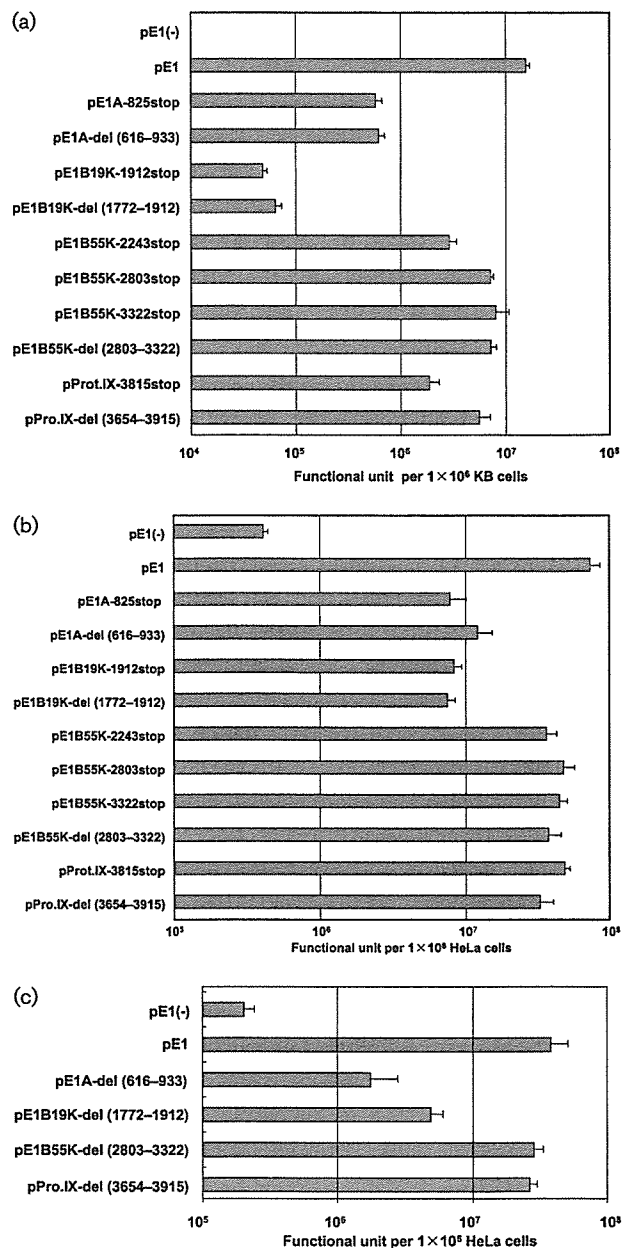 (a)
pE1(-)
pE1
pE1A-825stop
pE1A-del (616–933)
pE1B19K-1912stop
pE1B19K-del (1772–1912)
pE1B55K-2243stop
pE1B55K-2803stop
pE1B55K-3322stop
pE1B55K-del (2803–3322)
pProt.IX-3815stop
pPro.IX-del (3654–3915)
10⁴ 10⁵ 10⁶ 10⁷ 10⁸
Functional unit per 1×10⁶ KB cells
(b)
pE1(-)
pE1
pE1A-825stop
pE1A-del (616–933)
pE1B19K-1912stop
pE1B19K-del (1772–1912)
pE1B55K-2243stop
pE1B55K-2803stop
pE1B55K-3322stop
pE1B55K-del (2803–3322)
pProt.IX-3815stop
pPro.IX-del (3654–3915)
10⁵ 10⁶ 10⁷ 10⁸
Functional unit per 1×10⁶ HeLa cells
(c)
pE1(-)
pE1
pE1A-del (616–933)
pE1B19K-del (1772–1912)
pE1B55K-del (2803–3322)
pPro.IX-del (3654–3915)
10⁵ 10⁶ 10⁷ 10⁸
Functional unit per 1×10⁶ HeLa cells